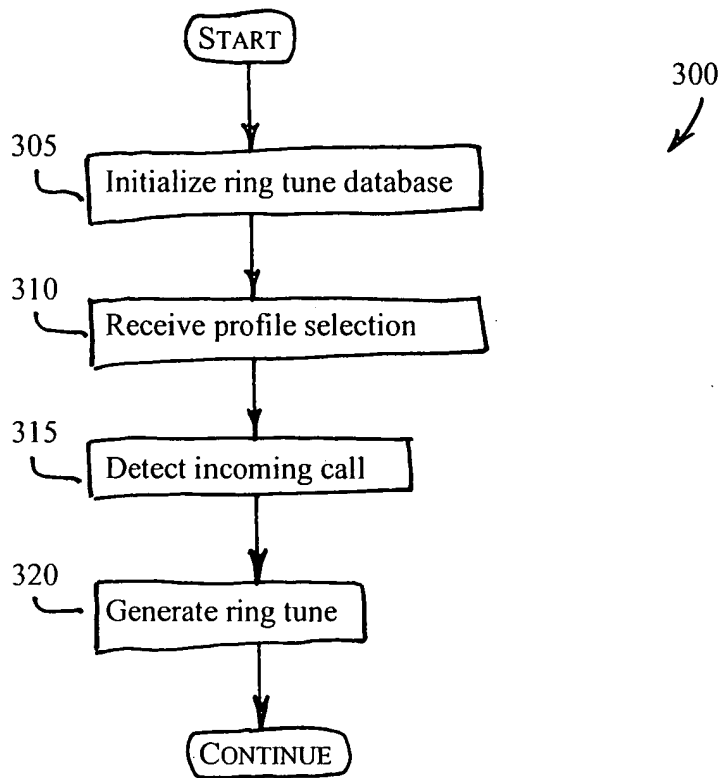 START
300
305
Initialize ring tune database
310
Receive profile selection
315
Detect incoming call
320
Generate ring tune
CONTINUE